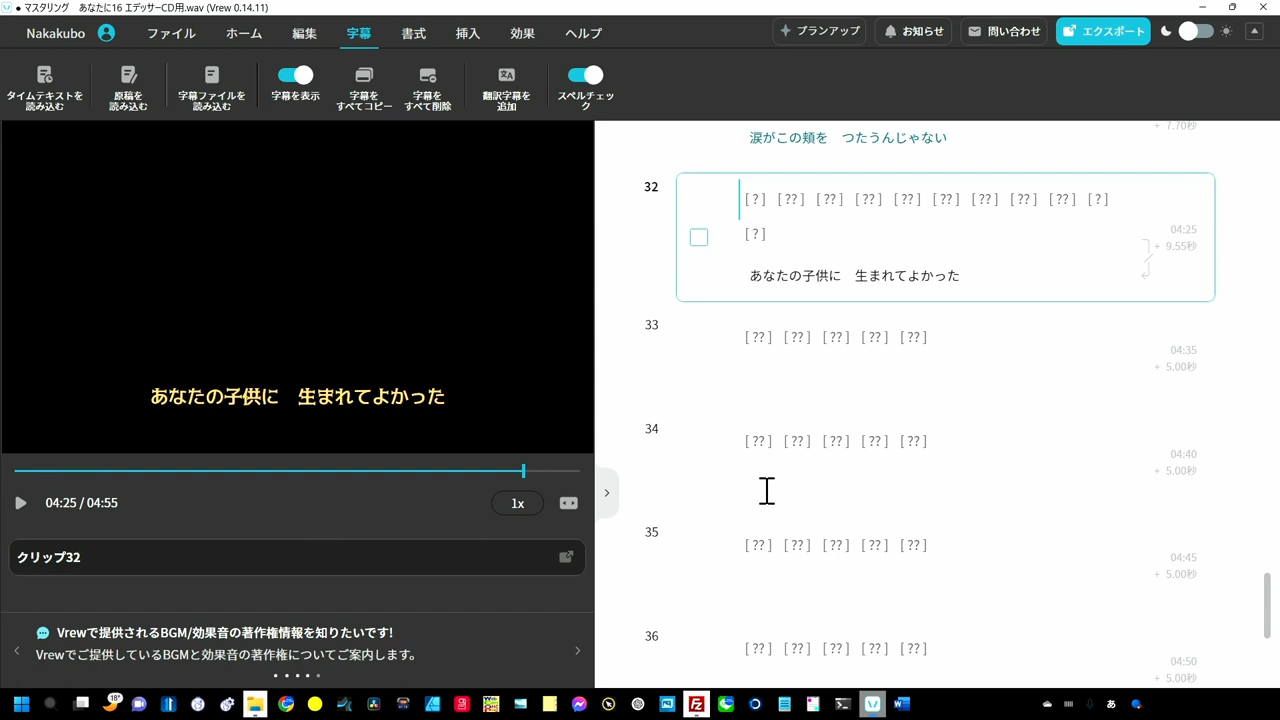 ● マスタリング　あなたに16 エデッサーCD用.wav (Vrew 0.14.11)
Nakakubo ファイル ホーム 編集 字幕 書式 挿入 効果 ヘルプ プランアップ お知らせ 問い合わせ エクスポート
タイムテキストを
読み込む
原稿を
読み込む
字幕ファイルを
読み込む
字幕を表示
字幕を
すべてコピー
字幕を
すべて削除
翻訳字幕を
追加
スペルチェッ
ク
あなたの子供に　生まれてよかった
04:25 / 04:55
1x
クリップ32
Vrewで提供されるBGM/効果音の著作権情報を知りたいです!
Vrewでご提供しているBGMと効果音の著作権についてご案内します。
+ 7.70秒
涙がこの頬を　つたうんじゃない
32
[ ? ] [ ?? ] [ ?? ] [ ?? ] [ ?? ] [ ?? ] [ ?? ] [ ?? ] [ ?? ] [ ? ]
[ ? ]
04:25
+ 9.55秒
あなたの子供に　生まれてよかった
33
[ ?? ] [ ?? ] [ ?? ] [ ?? ] [ ?? ]
04:35
+ 5.00秒
34
[ ?? ] [ ?? ] [ ?? ] [ ?? ] [ ?? ]
04:40
+ 5.00秒
35
[ ?? ] [ ?? ] [ ?? ] [ ?? ] [ ?? ]
04:45
+ 5.00秒
36
[ ?? ] [ ?? ] [ ?? ] [ ?? ] [ ?? ]
04:50
+ 5.00秒
18°
あ